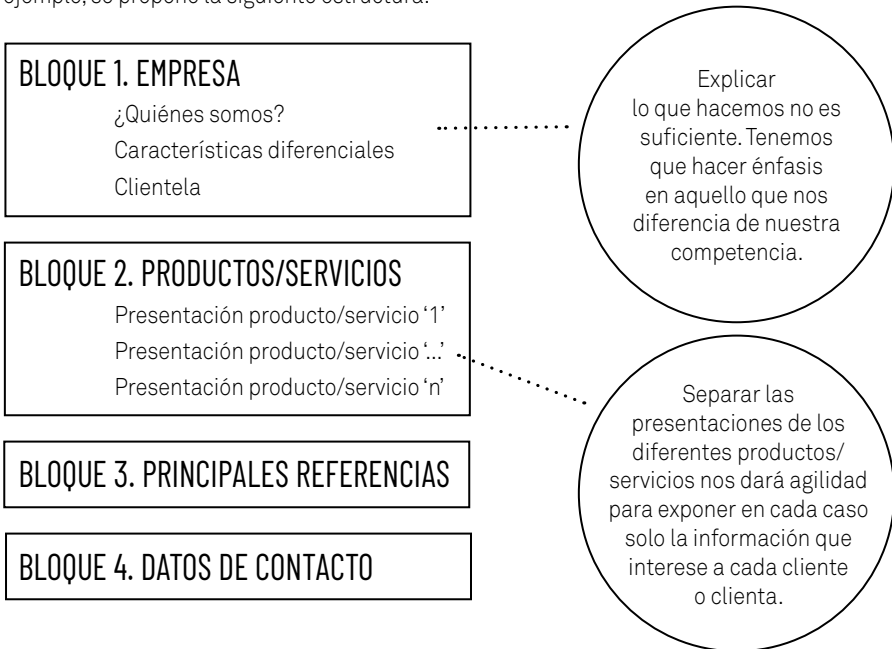 ejemplo, se propone la siguiente estructura:
BLOQUE 1. EMPRESA
¿Quiénes somos?
Características diferenciales
Clientela
Explicar
lo que hacemos no es
suficiente. Tenemos
que hacer énfasis
en aquello que nos
diferencia de nuestra
competencia.
BLOQUE 2. PRODUCTOS/SERVICIOS
Presentación producto/servicio ‘1’
Presentación producto/servicio ‘...’
Presentación producto/servicio ‘n’
Separar las
presentaciones de los
diferentes productos/
servicios nos dará agilidad
para exponer en cada caso
solo la información que
interese a cada cliente
o clienta.
BLOQUE 3. PRINCIPALES REFERENCIAS
BLOQUE 4. DATOS DE CONTACTO